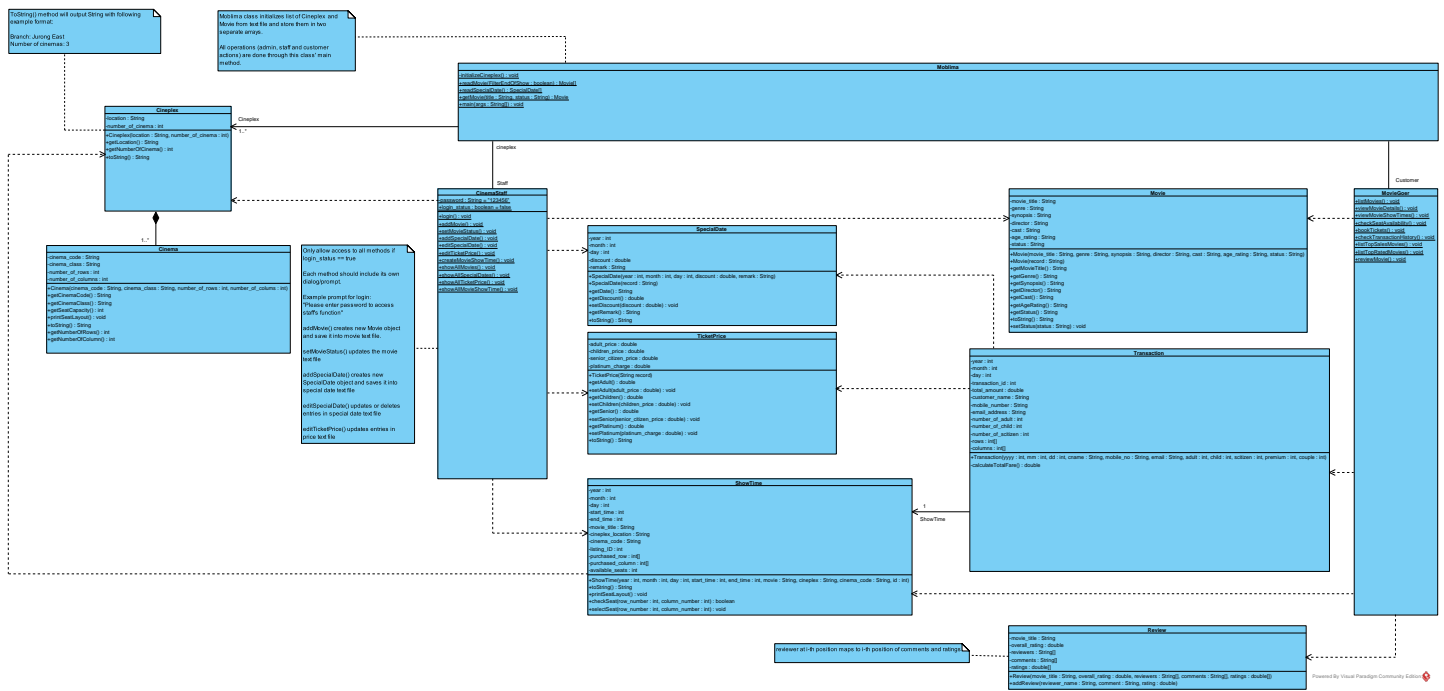 ToString() method will output String with following
example format:
Branch: Jurong East
Number of cinemas: 3
Moblima class initializes list of Cineplex and
Movie from text file and store them in two
separate arrays.
All operations (admin, staff and customer
actions) are done through this class' main
method.
Moblima
-initializeCineplex() : void
+readMovie(FilterEndOfShow : boolean) : Movie[]
+readSpecialDate() : SpecialDate[]
+getMovie(title : String, status : String) : Movie
+main(args : String[]) : void
Cineplex
-location : String
-number_of_cinema : int
+Cineplex(location : String, number_of_cinema : int)
+getLocation() : String
+getNumberOfCinema() : int
+toString() : String
Cineplex
1..*
cineplex
Staff
Customer
1..*
Cinema
-cinema_code : String
-cinema_class : String
-number_of_rows : int
-number_of_columns : int
+Cinema(cinema_code : String, cinema_class : String, number_of_rows : int, number_of_column : int)
+getCinemaCode() : String
+getCinemaClass() : String
+getSeatCapacity() : int
+printSeatLayout() : void
+toString() : String
+getNumberOfRows() : int
+getNumberOfColumn() : int
Only allow access to all methods if
login_status == true
Each method should include its own
dialog/prompt.
Example prompt for login:
"Please enter password to access
staff's function"
addMovie() creates new Movie object
and save it into movie text file.
setMovieStatus() updates the movie
text file
addSpecialDate() creates new
SpecialDate object and saves it into
special date text file
editSpecialDate() updates or deletes
entries in special date text file
editTicketPrice() updates entries in
price text file
CinemaStaff
-password : String = "123456"
+login_status : boolean = false
+login() : void
+addMovie() : void
+setMovieStatus() : void
+addSpecialDate() : void
+editSpecialDate() : void
+editTicketPrice() : void
+createMovieShowTime() : void
+showAllMovies() : void
+showAllSpecialDates() : void
+showAllTicketPrice() : void
+showAllMovieShowTime() : void
SpecialDate
-year : int
-month : int
-day : int
-discount : double
-remark : String
+SpecialDate(year : int, month : int, day : int, discount : double, remark : String)
+SpecialDate(record : String)
+getDate() : String
+getDiscount() : double
+setDiscount(discount : double) : void
+getRemark() : String
+toString() : String
TicketPrice
-adult_price : double
-children_price : double
-senior_citizen_price : double
-platinum_charge : double
+TicketPrice(String record)
+getAdult() : double
+setAdult(adult_price : double) : void
+getChildren() : double
+setChildren(children_price : double) : void
+getSenior() : double
+setSenior(senior_citizen_price : double) : void
+getPlatinum() : double
+setPlatinum(platinum_charge : double) : void
+toString() : String
ShowTime
-year : int
-month : int
-day : int
-start_time : int
-end_time : int
-movie_title : String
-cineplex_location : String
-cinema_code : String
-listing_ID : int
-purchased_row : int[]
-purchased_column : int[]
-available_seats : int
+ShowTime(year : int, month : int, day : int, start_time : int, end_time : int, movie : String, cineplex : String, cinema_code : String, id : int)
+toString() : String
+printSeatLayout() : void
+checkSeat(row_number : int, column_number : int) : boolean
+selectSeat(row_number : int, column_number : int) : void
Movie
-movie_title : String
-genre : String
-synopsis : String
-director : String
-cast : String
-age_rating : String
-status : String
+Movie(movie_title : String, genre : String, synopsis : String, director : String, cast : String, age_rating : String, status : String)
+Movie(record : String)
+getMovieTitle() : String
+getGenre() : String
+getSynopsis() : String
+getDirector() : String
+getCast() : String
+getAgeRating() : String
+getStatus() : String
+toString() : String
+setStatus(status : String) : void
MovieGoer
+listMovies() : void
+viewMovieDetails() : void
+viewMovieShowTimes() : void
+checkSeatAvailability() : void
+bookTickets() : void
+checkTransactionHistory() : void
+listTopSalesMovies() : void
+listTopRatedMovies() : void
+reviewMovie() : void
Transaction
-year : int
-month : int
-day : int
-transaction_id : int
-total_amount : double
-customer_name : String
-mobile_number : String
-email_address : String
-number_of_adult : int
-number_of_child : int
-number_of_scitizen : int
-rows : int[]
-columns : int[]
+Transaction(yyyy : int, mm : int, dd : int, cname : String, mobile_no : String, email : String, adult : int, child : int, scitizen : int, premium : int, couple : int)
-calculateTotalFare() : double
1
ShowTime
reviewer at i-th position maps to i-th position of comments and ratings
Review
-movie_title : String
-overall_rating : double
-reviewers : String[]
-comments : String[]
-ratings : double[]
+Review(movie_title : String, overall_rating : double, reviewers : String[], comments : String[], ratings : double[])
+addReview(reviewer_name : String, comment : String, rating : double)
Powered By Visual Paradigm Community Edition